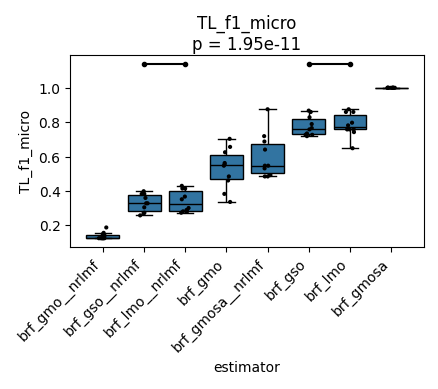 TL_f1_micro
p = 1.95e-11
TL_f1_micro
1.0
0.8
0.6
0.4
0.2
brf_gmo__nrlmf
brf_gso__nrlmf
brf_lmo__nrlmf
brf_gmo
brf_gmosa__nrlmf
brf_gso
brf_lmo
brf_gmosa
estimator